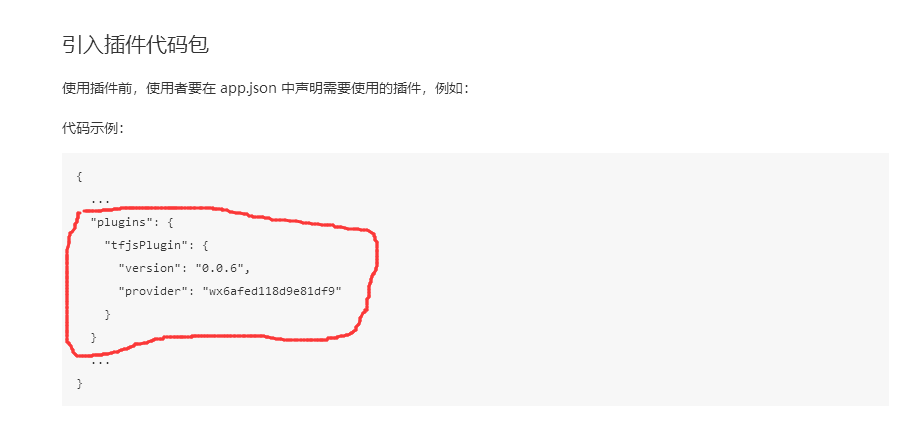 引入插件代码包
使用插件前，使用者要在 app.json 中声明需要使用的插件，例如：
代码示例：
{
  ...
  "plugins": {
    "tfjsPlugin": {
      "version": "0.0.6",
      "provider": "wx6afed118d9e81df9"
    }
  }
  ...
}